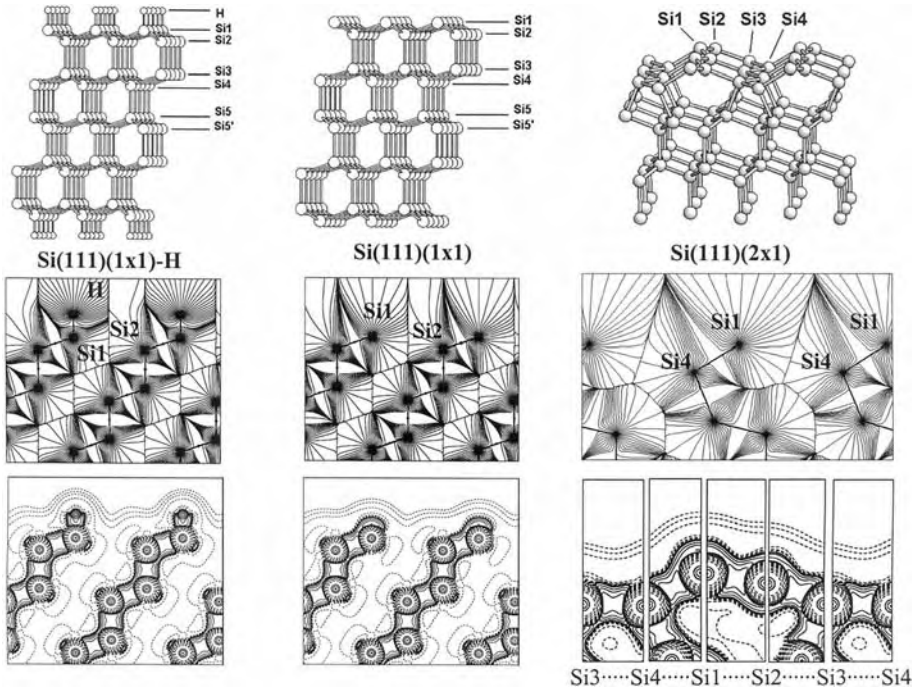 H
Si1
Si2
Si3
Si4
Si5
Si5'
Si1
Si2
Si3
Si4
Si5
Si5'
Si1 Si2 Si3 Si4
Si(111)(1x1)-H
Si(111)(1x1)
Si(111)(2x1)
H
Si2
Si1
Si1
Si2
Si1
Si1
Si4
Si4
Si3······Si4······Si1······Si2······Si3······Si4